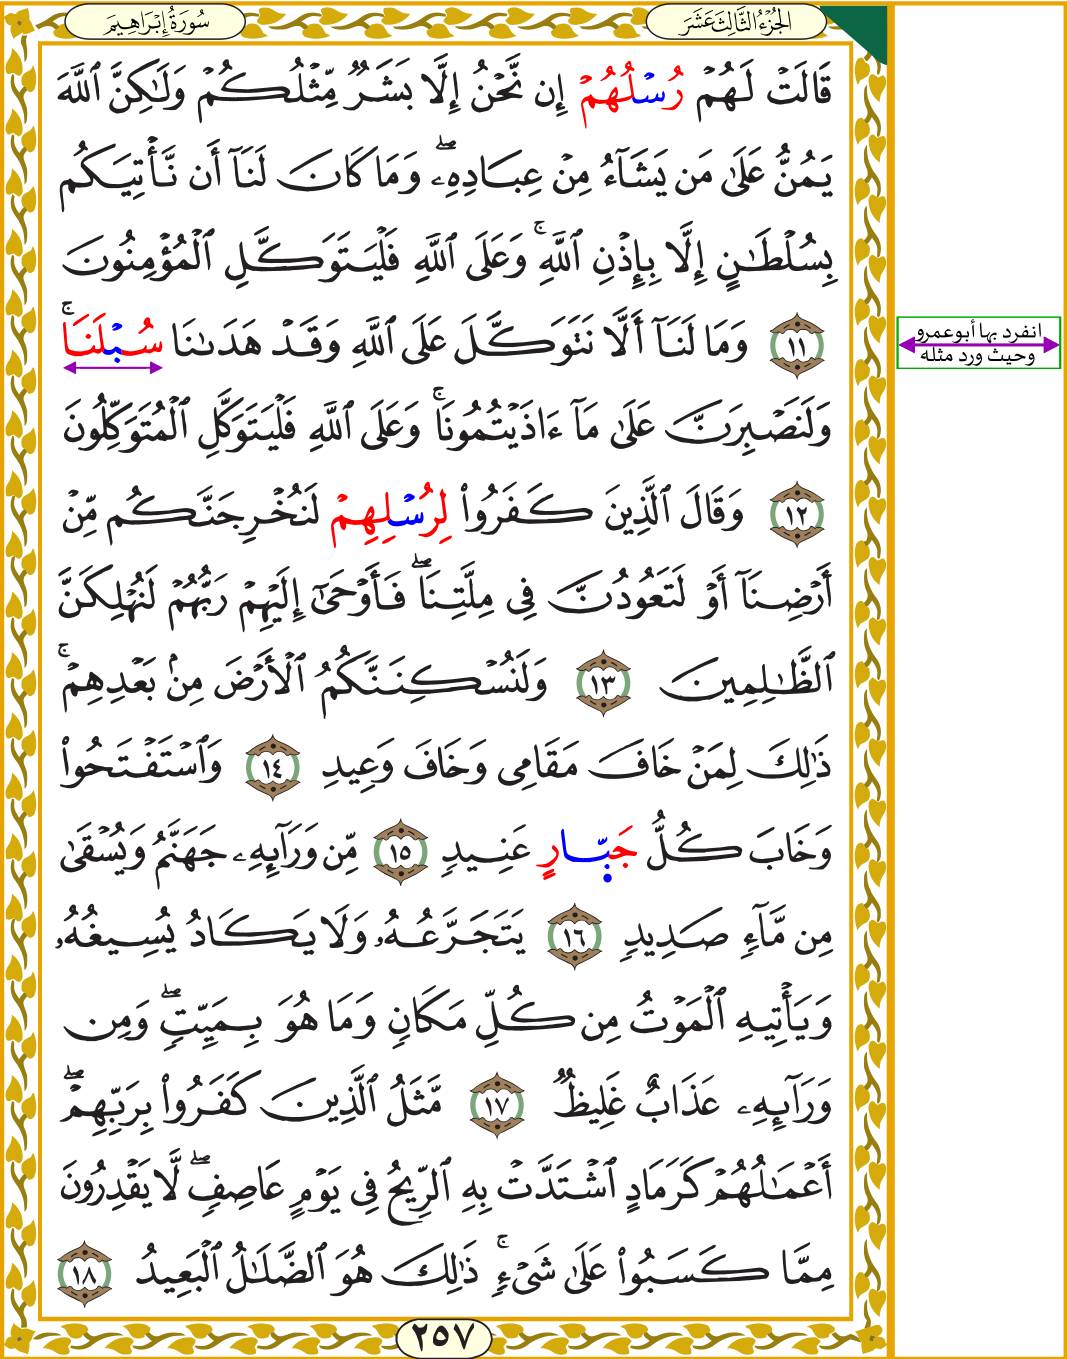 سُورَةُ إِبْرَاهِيم
الجُزْءُ الثَّالِثَ عَشَرَ
قَالَتْ لَهُمْ رُسْلُهُمْ إِن نَّحْنُ إِلَّا بَشَرٌ مِّثْلُكُمْ وَلَٰكِنَّ ٱللَّهَ
يَمُنُّ عَلَىٰ مَن يَشَآءُ مِنْ عِبَادِهِۦۖ وَمَا كَانَ لَنَآ أَن نَّأْتِيَكُم
بِسُلْطَٰنٍ إِلَّا بِإِذْنِ ٱللَّهِۚ وَعَلَى ٱللَّهِ فَلْيَتَوَكَّلِ ٱلْمُؤْمِنُونَ
١١ وَمَا لَنَآ أَلَّا نَتَوَكَّلَ عَلَى ٱللَّهِ وَقَدْ هَدَىٰنَا سُبْلَنَاۚ
وَلَنَصْبِرَنَّ عَلَىٰ مَآ ءَاذَيْتُمُونَاۚ وَعَلَى ٱللَّهِ فَلْيَتَوَكَّلِ ٱلْمُتَوَكِّلُونَ
١٢ وَقَالَ ٱلَّذِينَ كَفَرُوا۟ لِرُسْلِهِمْ لَنُخْرِجَنَّكُم مِّنْ
أَرْضِنَآ أَوْ لَتَعُودُنَّ فِى مِلَّتِنَاۖ فَأَوْحَىٰٓ إِلَيْهِمْ رَبُّهُمْ لَنُهْلِكَنَّ
ٱلظَّٰلِمِينَ ١٣ وَلَنُسْكِنَنَّكُمُ ٱلْأَرْضَ مِنۢ بَعْدِهِمْۚ
ذَٰلِكَ لِمَنْ خَافَ مَقَامِى وَخَافَ وَعِيدِ ١٤ وَٱسْتَفْتَحُوا۟
وَخَابَ كُلُّ جَبَّارٍ عَنِيدٍ ١٥ مِّن وَرَآئِهِۦ جَهَنَّمُ وَيُسْقَىٰ
مِن مَّآءٍ صَدِيدٍ ١٦ يَتَجَرَّعُهُۥ وَلَا يَكَادُ يُسِيغُهُۥ
وَيَأْتِيهِ ٱلْمَوْتُ مِن كُلِّ مَكَانٍ وَمَا هُوَ بِمَيِّتٍۖ وَمِن
وَرَآئِهِۦ عَذَابٌ غَلِيظٌ ١٧ مَّثَلُ ٱلَّذِينَ كَفَرُوا۟ بِرَبِّهِمْۖ
أَعْمَٰلُهُمْ كَرَمَادٍ ٱشْتَدَّتْ بِهِ ٱلرِّيحُ فِى يَوْمٍ عَاصِفٍۖ لَّا يَقْدِرُونَ
مِمَّا كَسَبُوا۟ عَلَىٰ شَىْءٍۚ ذَٰلِكَ هُوَ ٱلضَّلَٰلُ ٱلْبَعِيدُ ١٨
٢٥٧
انفرد بها أبوعمرو
وحيث ورد مثله